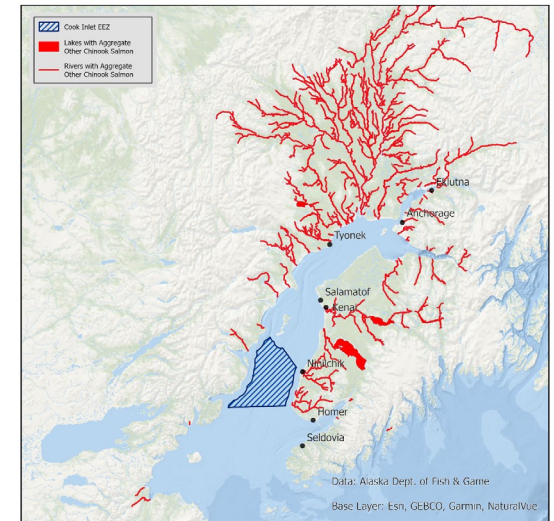 Cook Inlet EEZ
Lakes with Aggregate
Other Chinook Salmon
Rivers with Aggregate
Other Chinook Salmon
Eklutna
Anchorage
Tyonek
Salamatof
Kenai
Ninilchik
Homer
Seldovia
Data: Alaska Dept. of Fish & Game
Base Layer: Esri, GEBCO, Garmin, NaturalVue